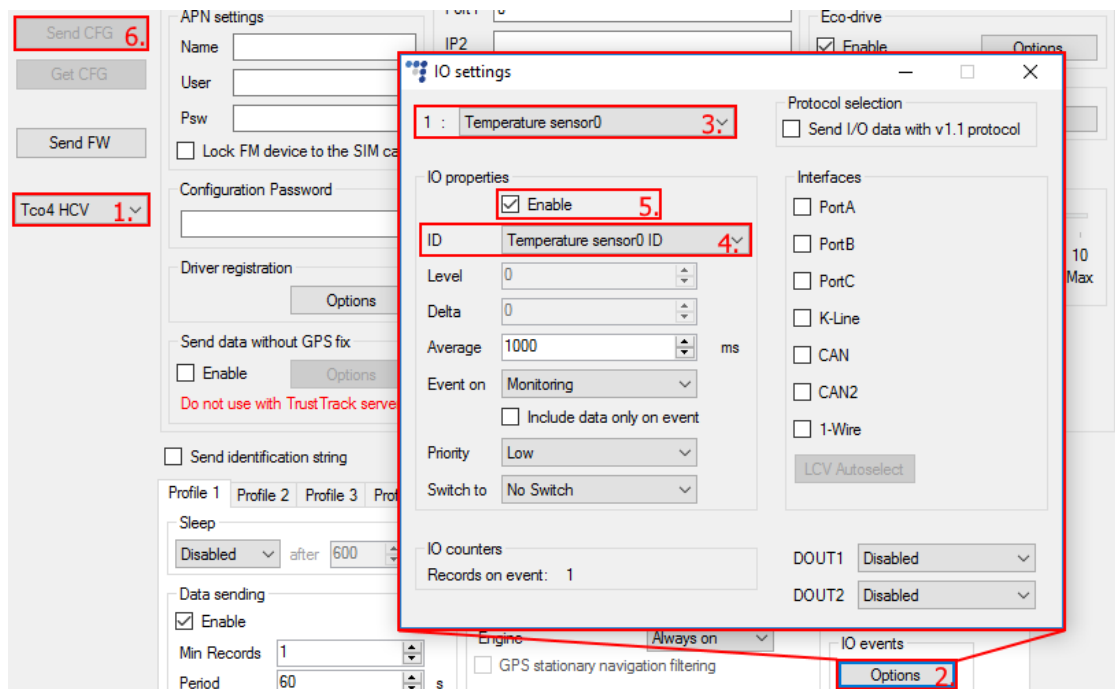 Send CFG 6.
Get CFG
Send FW
Tco4 HCV 1.
APN settings
Name
User
Psw
Lock FM device to the SIM ca
Configuration Password
Driver registration
Options
Send data without GPS fix
Enable
Options
Do not use with TrustTrack serve
Send identification string
Profile 1 Profile 2 Profile 3 Prof
Sleep
Disabled after 600
Data sending
Enable
Min Records 1
Period 60 s
IP2
Eco-drive
Enable Options
10
Max
IO settings
1 : Temperature sensor0 3.
Protocol selection
Send I/O data with v1.1 protocol
IO properties
Enable 5.
ID Temperature sensor0 ID 4.
Level 0
Delta 0
Average 1000 ms
Event on Monitoring
Include data only on event
Priority Low
Switch to No Switch
Interfaces
PortA
PortB
PortC
K-Line
CAN
CAN2
1-Wire
LCV Autoselect
IO counters
Records on event: 1
DOUT1 Disabled
DOUT2 Disabled
Engine Always on
GPS stationary navigation filtering
IO events
Options 2.